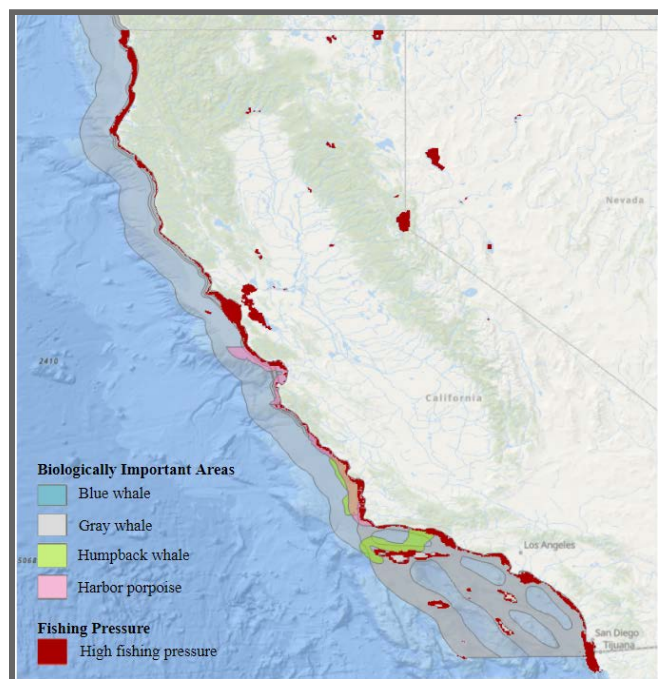 Nevada
2410
California
Biologically Important Areas
Blue whale
Gray whale
Humpback whale
Harbor porpoise
5068
Los Angeles
Fishing Pressure
High fishing pressure
San Diego
Tijuana